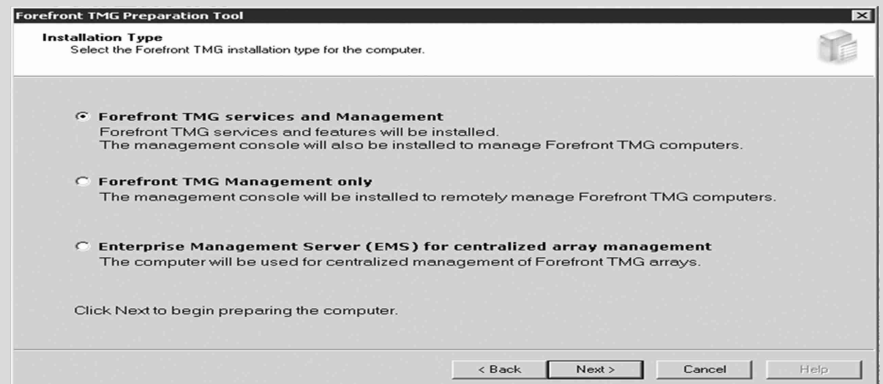 Forefront TMG Preparation Tool
Installation Type
Select the Forefront TMG installation type for the computer.
Forefront TMG services and Management
Forefront TMG services and features will be installed.
The management console will also be installed to manage Forefront TMG computers.
Forefront TMG Management only
The management console will be installed to remotely manage Forefront TMG computers.
Enterprise Management Server (EMS) for centralized array management
The computer will be used for centralized management of Forefront TMG arrays.
Click Next to begin preparing the computer.
< Back Next > Cancel Help